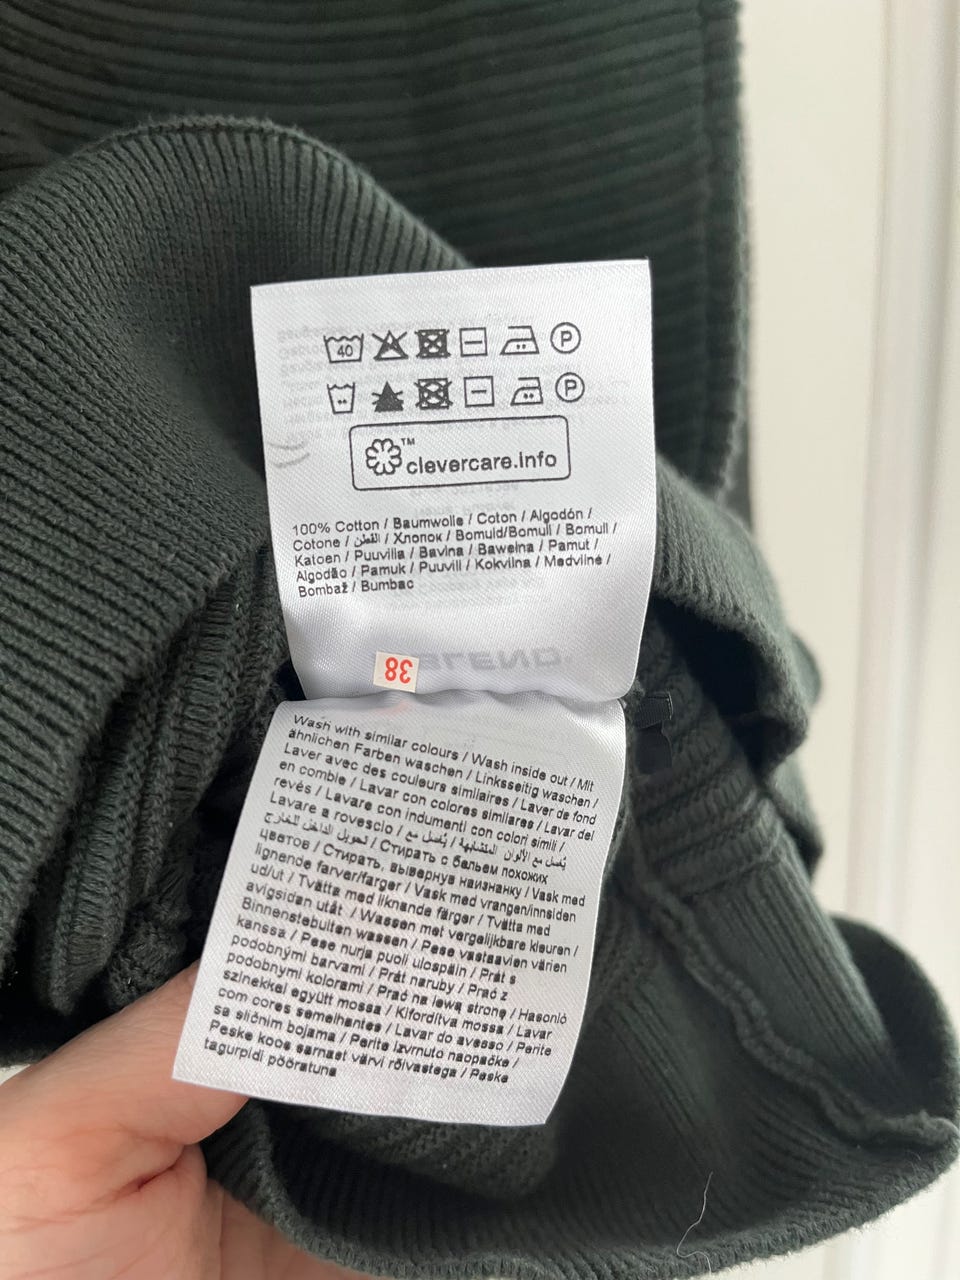 40 P
P
™
clevercare.info
100% Cotton / Baumwolle / Coton / Algodón /
Cotone / القطن / Хлопок / Bomuld/Bomull / Bomull /
Katoen / Puuvilla / Bavlna / Bawełna / Pamut /
Algodão / Pamuk / Puuvill / Kokvilna / Medvilnė /
Bombaž / Bumbac
38
BLEND
Wash with similar colours / Wash inside out / Mit
ähnlichen Farben waschen / Linksseitig waschen /
Laver avec des couleurs similaires / Laver de fond
en comble / Lavar con colores similares / Lavar del
revés / Lavare con indumenti con colori simili /
Lavare a rovescio / يُغسل مع /
يُغسل مع الألوان المتشابهة / تحويل الداخل للخارج
цветов / Стирать, вывернув наизнанку / Vask med
lignende farver/farger / Vask med vrangen/innsiden
ud/ut / Tvätta med liknande färger / Tvätta med
avigsidan utåt / Wassen met vergelijkbare kleuren /
Binnenstebuiten wassen / Pese vastaavien värien
kanssa / Pese nurja puoli ulospäin / Prát s
podobnými barvami / Prát naruby / Prać z
podobnymi kolorami / Prać na lewą stronę / Hasonló
színekkel együtt mossa / Kifordítva mossa / Lavar
com cores semelhantes / Lavar do avesso / Perite
sa sličnim bojama / Perite izvrnuto naopačke /
Peske koos sarnast värvi rõivastega / Peske
tagurpidi pööratuna